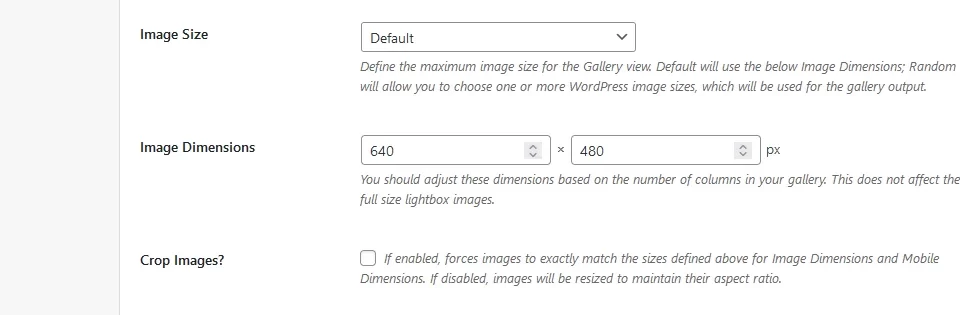 Image Size
Default
Define the maximum image size for the Gallery view. Default will use the below Image Dimensions; Random
will allow you to choose one or more WordPress image sizes, which will be used for the gallery output.
Image Dimensions
640 × 480 px
You should adjust these dimensions based on the number of columns in your gallery. This does not affect the
full size lightbox images.
Crop Images?
If enabled, forces images to exactly match the sizes defined above for Image Dimensions and Mobile
Dimensions. If disabled, images will be resized to maintain their aspect ratio.